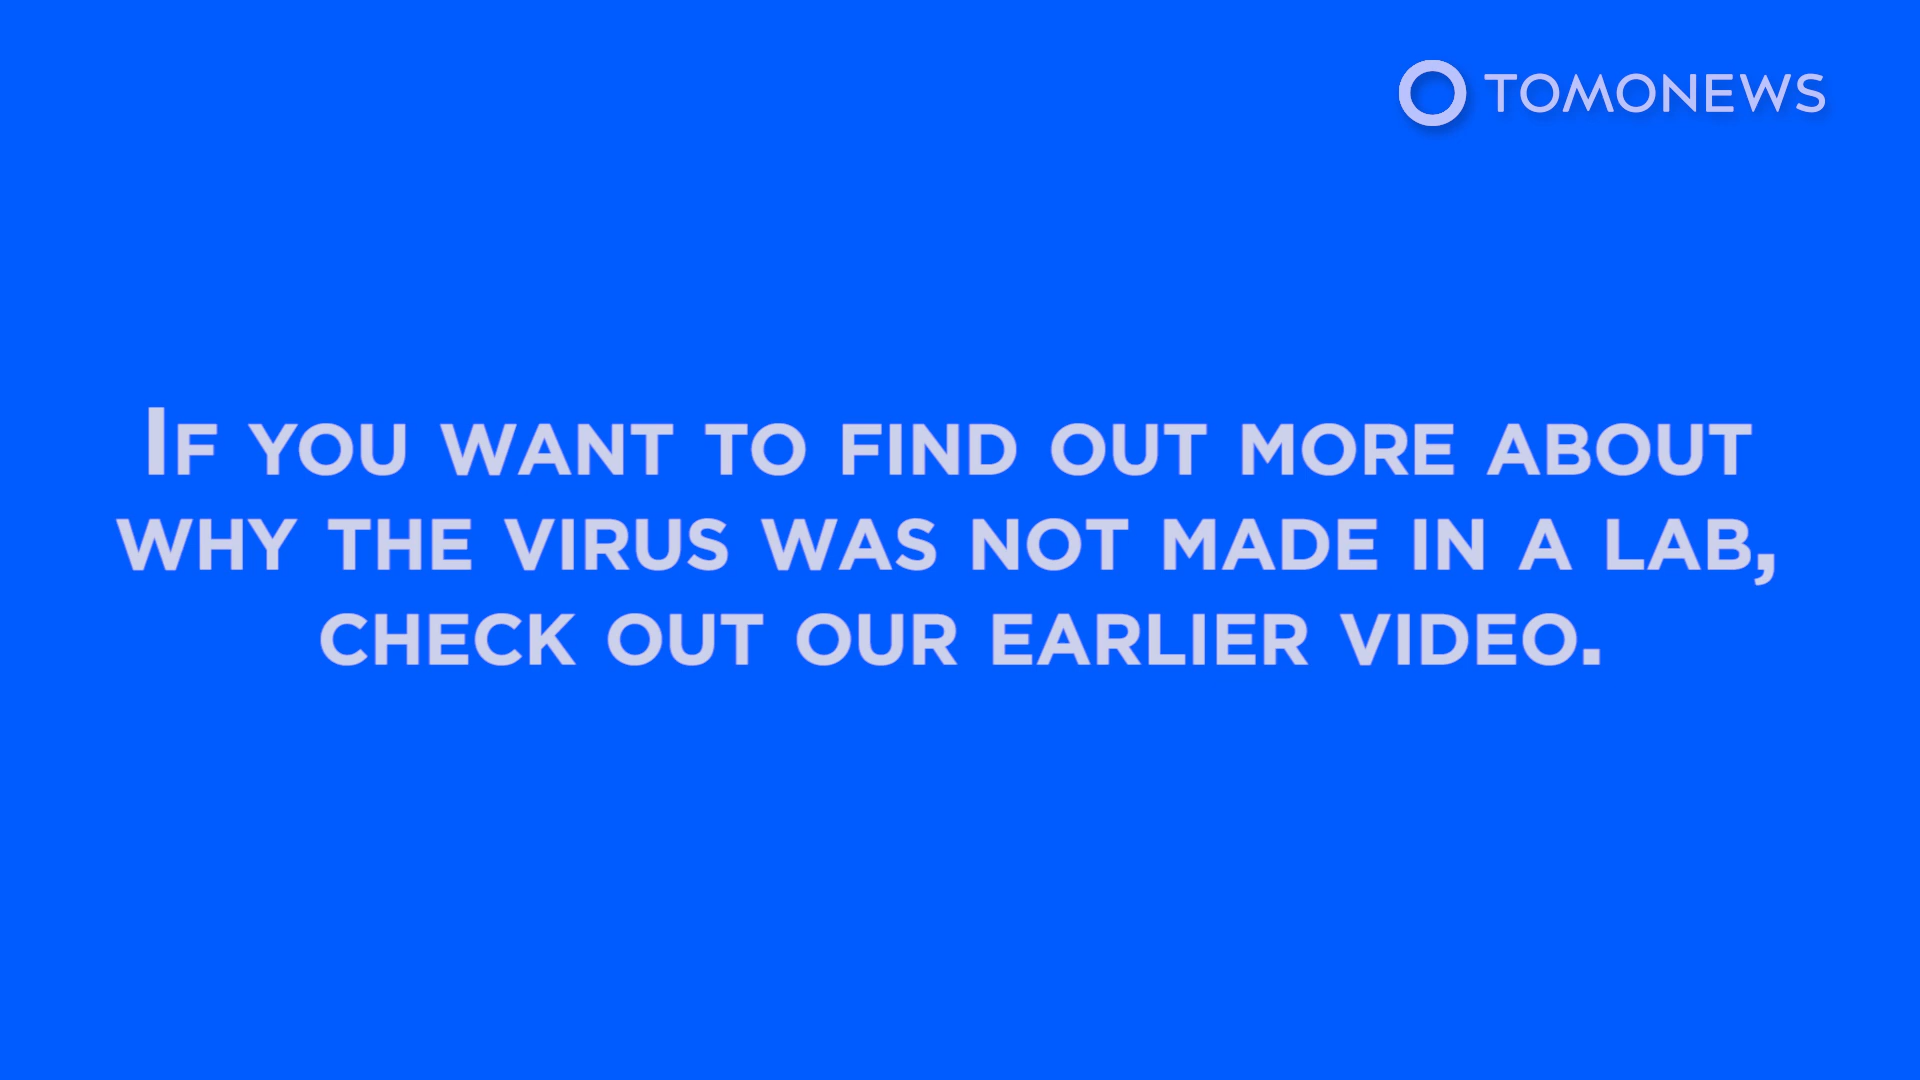 TOMONEWS
If you want to find out more about
why the virus was not made in a lab,
check out our earlier video.